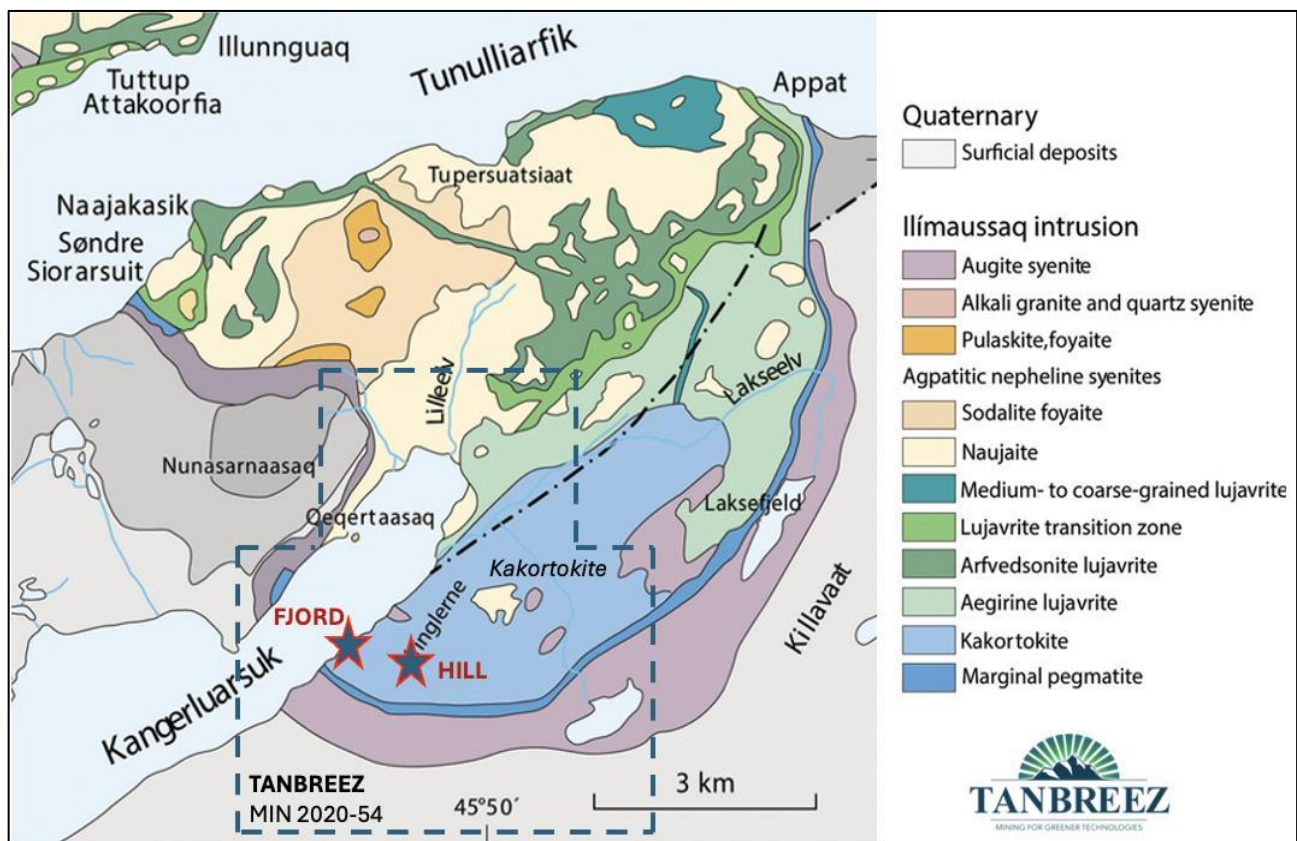 Illunnguaq
Tuttup
Attakoorfia
Tunulliarfik
Appat
Tupersuatsiaat
Naajakasik
Søndre
Siorarsuit
Lilleelv
Lakseelv
Nunasarnaasaq
Qeqertaasaq
Laksefjeld
Kakortokite
Killavaat
FJORD
inglerne
HILL
Kangerluarsuk
TANBREEZ
MIN 2020-54
45°50´
3 km
Quaternary
Surficial deposits
Ilímaussaq intrusion
Augite syenite
Alkali granite and quartz syenite
Pulaskite,foyaite
Agpatitic nepheline syenites
Sodalite foyaite
Naujaite
Medium- to coarse-grained lujavrite
Lujavrite transition zone
Arfvedsonite lujavrite
Aegirine lujavrite
Kakortokite
Marginal pegmatite
TANBREEZ
MINING FOR GREENER TECHNOLOGIES